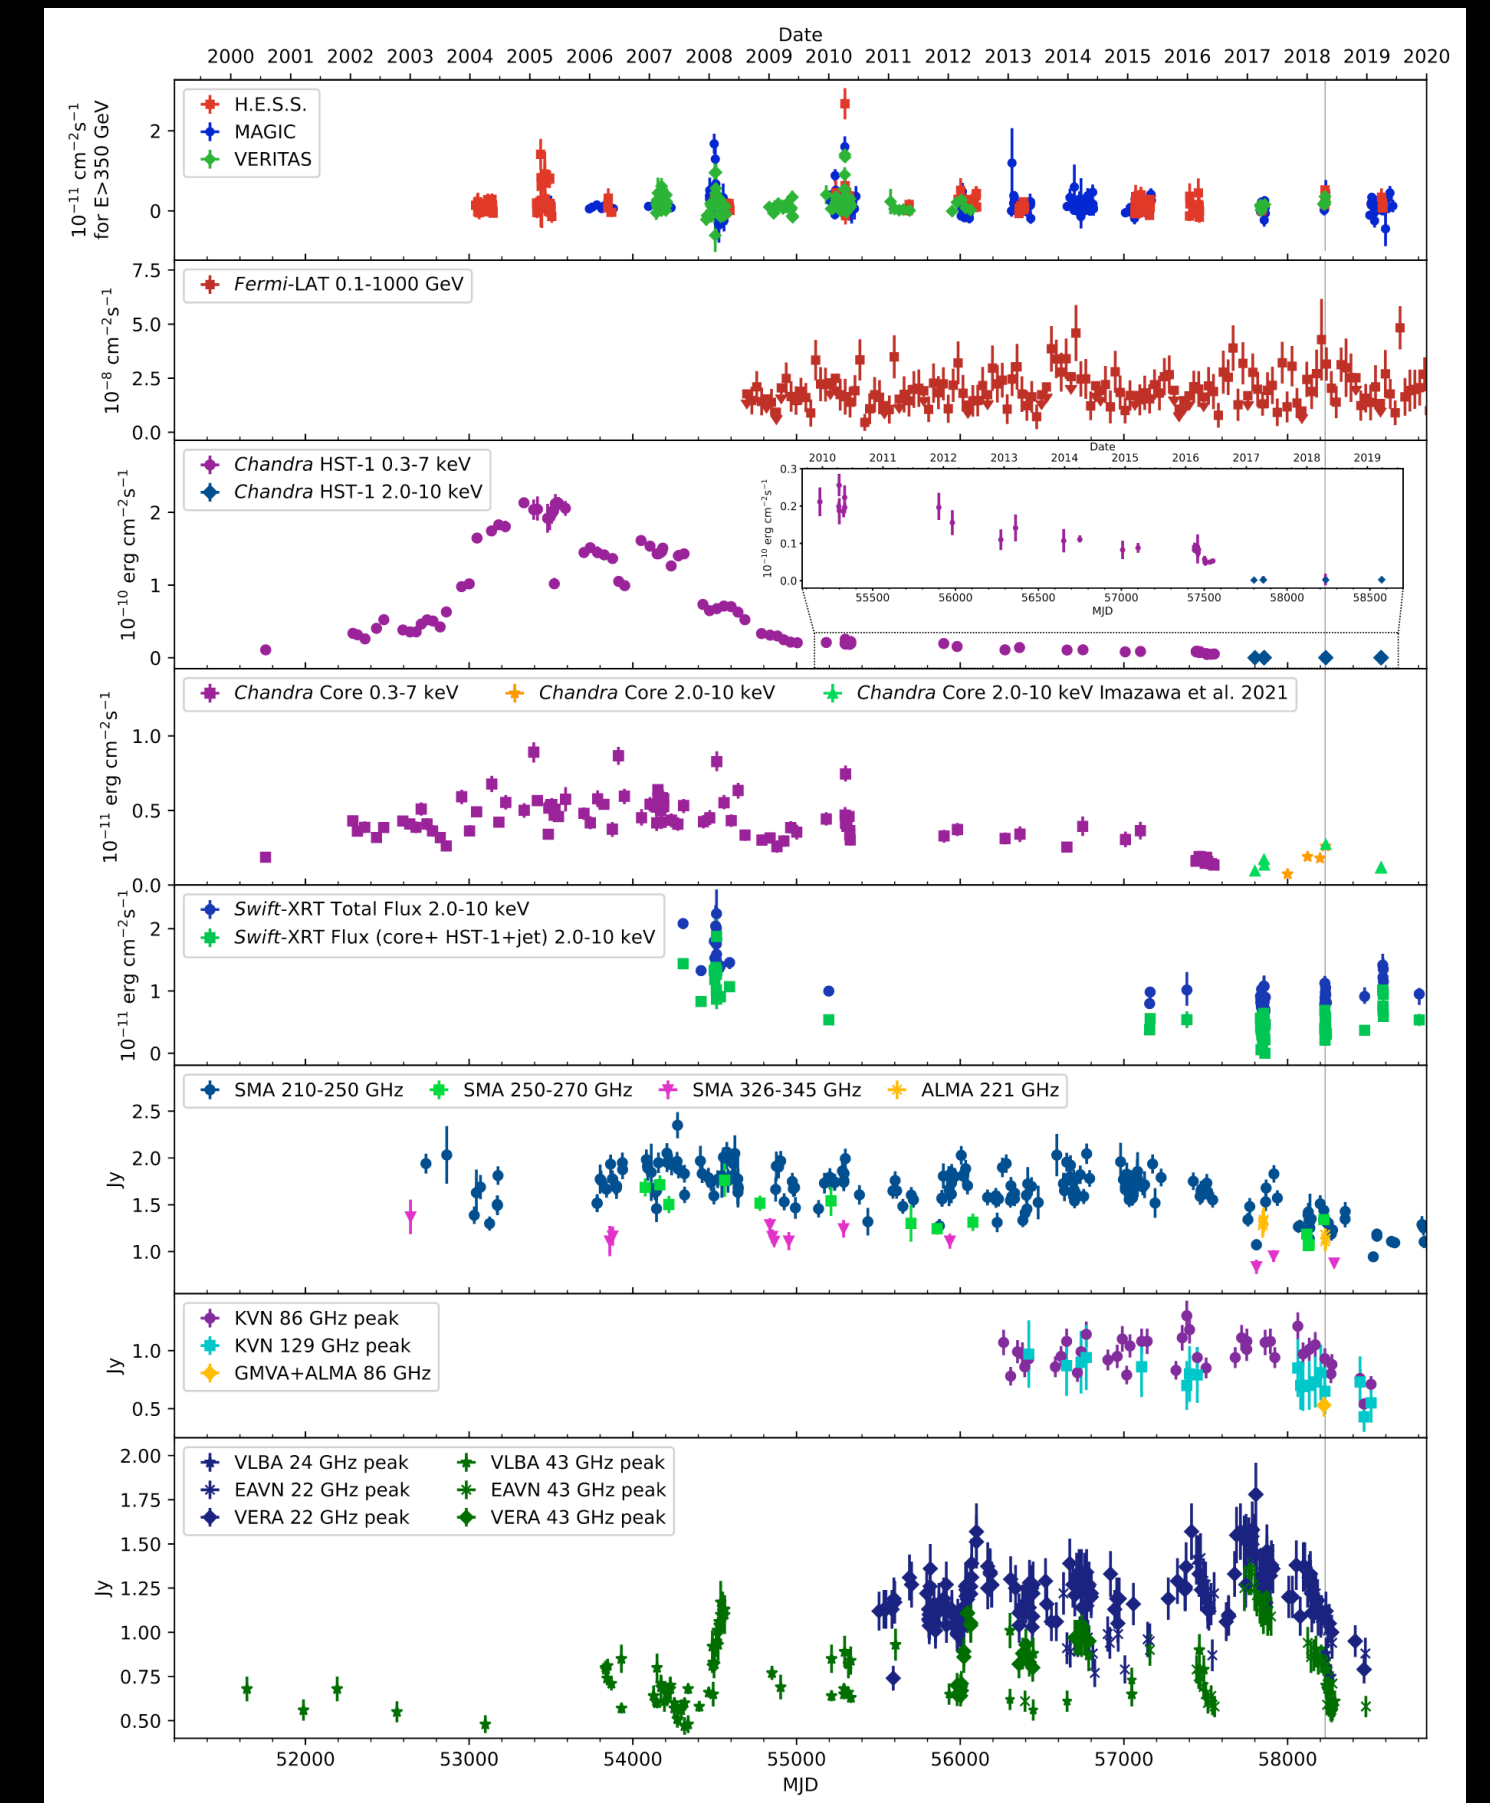 Date
2000 2001 2002 2003 2004 2005 2006 2007 2008 2009 2010 2011 2012 2013 2014 2015 2016 2017 2018 2019 2020
10⁻¹¹ cm⁻²s⁻¹
for E>350 GeV
2
0
H.E.S.S.
MAGIC
VERITAS
10⁻⁸ cm⁻²s⁻¹
7.5
5.0
2.5
0.0
Fermi-LAT 0.1-1000 GeV
10⁻¹⁰ erg cm⁻²s⁻¹
2
1
0
Chandra HST-1 0.3-7 keV
Chandra HST-1 2.0-10 keV
Date
2010 2011 2012 2013 2014 2015 2016 2017 2018 2019
10⁻¹⁰ erg cm⁻²s⁻¹
0.3
0.2
0.1
0.0
55500 56000 56500 57000 57500 58000 58500
MJD
10⁻¹¹ erg cm⁻²s⁻¹
1.0
0.5
0.0
Chandra Core 0.3-7 keV Chandra Core 2.0-10 keV Chandra Core 2.0-10 keV Imazawa et al. 2021
10⁻¹¹ erg cm⁻²s⁻¹
2
1
0
Swift-XRT Total Flux 2.0-10 keV
Swift-XRT Flux (core+ HST-1+jet) 2.0-10 keV
Jy
2.5
2.0
1.5
1.0
SMA 210-250 GHz SMA 250-270 GHz SMA 326-345 GHz ALMA 221 GHz
Jy
1.0
0.5
KVN 86 GHz peak
KVN 129 GHz peak
GMVA+ALMA 86 GHz
Jy
2.00
1.75
1.50
1.25
1.00
0.75
0.50
VLBA 24 GHz peak VLBA 43 GHz peak
EAVN 22 GHz peak EAVN 43 GHz peak
VERA 22 GHz peak VERA 43 GHz peak
52000 53000 54000 55000 56000 57000 58000
MJD